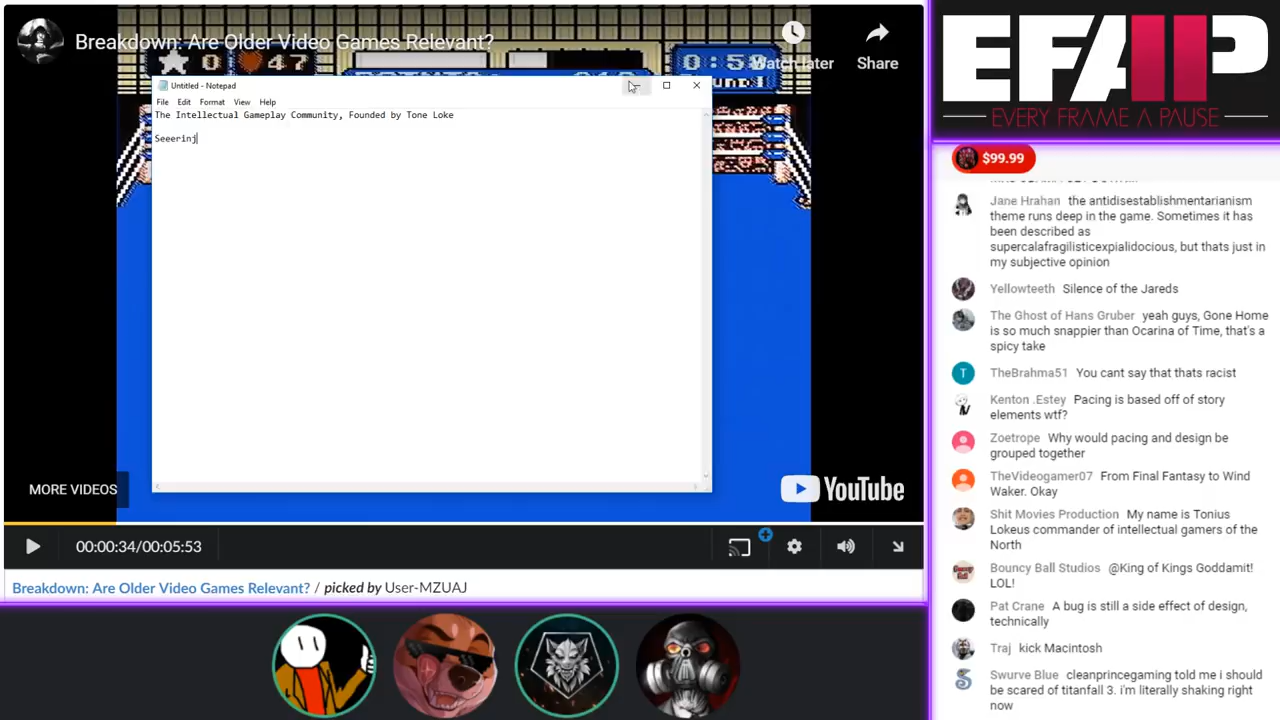 Breakdown: Are Older Video Games Relevant?
0
47
0:5
Watch later
Share
Untitled - Notepad
File Edit Format View Help
The Intellectual Gameplay Community, Founded by Tone Loke
Seeerinj
MORE VIDEOS
YouTube
00:00:34/00:05:53
Breakdown: Are Older Video Games Relevant? / picked by User-MZUAJ
EFAP
EVERY FRAME A PAUSE
$99.99
Jane Hrahan the antidisestablishmentarianism
theme runs deep in the game. Sometimes it has
been described as
supercalafragilisticexpialidocious, but thats just in
my subjective opinion
Yellowteeth Silence of the Jareds
The Ghost of Hans Gruber yeah guys, Gone Home
is so much snappier than Ocarina of Time, that's a
spicy take
T
TheBrahma51 You cant say that thats racist
Kenton .Estey Pacing is based off of story
elements wtf?
Zoetrope Why would pacing and design be
grouped together
TheVideogamer07 From Final Fantasy to Wind
Waker. Okay
Shit Movies Production My name is Tonius
Lokeus commander of intellectual gamers of the
North
Bouncy Ball Studios @King of Kings Goddamit!
LOL!
Pat Crane A bug is still a side effect of design,
technically
Traj kick Macintosh
Swurve Blue cleanprincegaming told me i should
be scared of titanfall 3. i'm literally shaking right
now